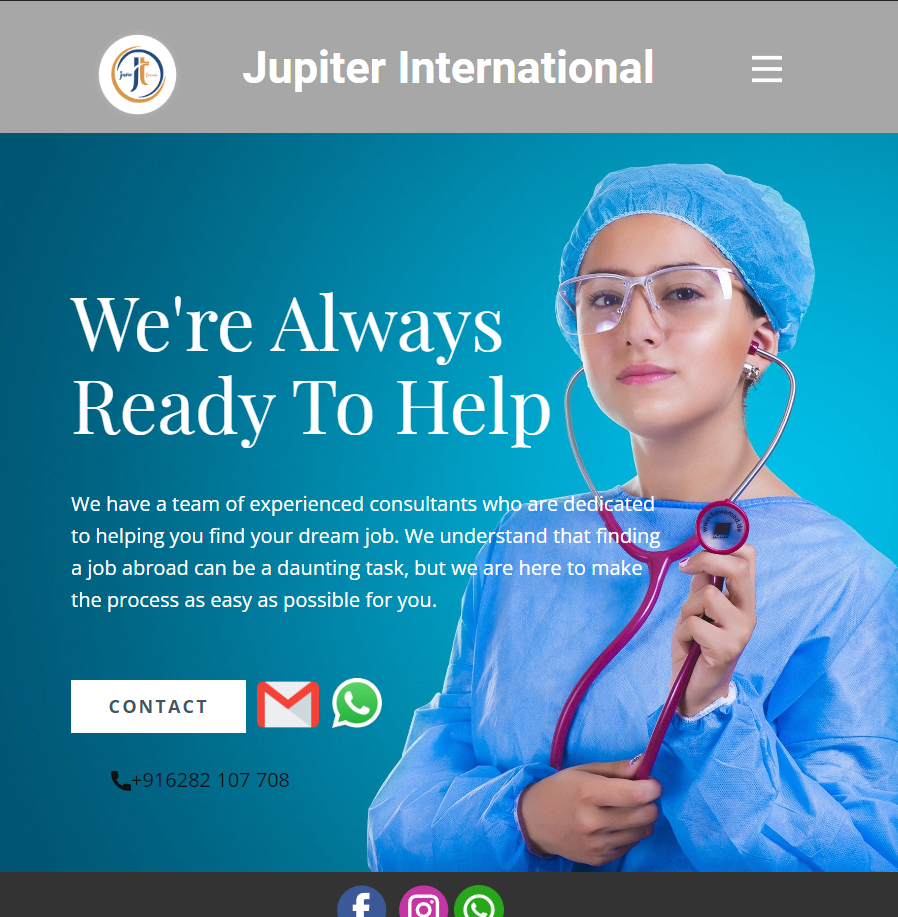 Jupiter International
We're Always
Ready To Help
We have a team of experienced consultants who are dedicated
to helping you find your dream job. We understand that finding
a job abroad can be a daunting task, but we are here to make
the process as easy as possible for you.
CONTACT
+916282 107 708